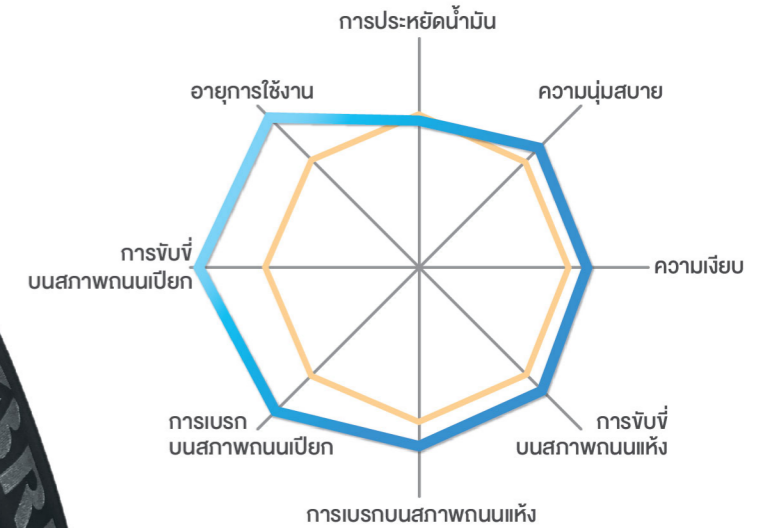 การประหยัดน้ำมัน
อายุการใช้งาน
ความนุ่มสบาย
การขับขี่
บนสภาพถนนเปียก
ความเงียบ
การเบรก
บนสภาพถนนเปียก
การขับขี่
บนสภาพถนนแห้ง
การเบรกบนสภาพถนนแห้ง